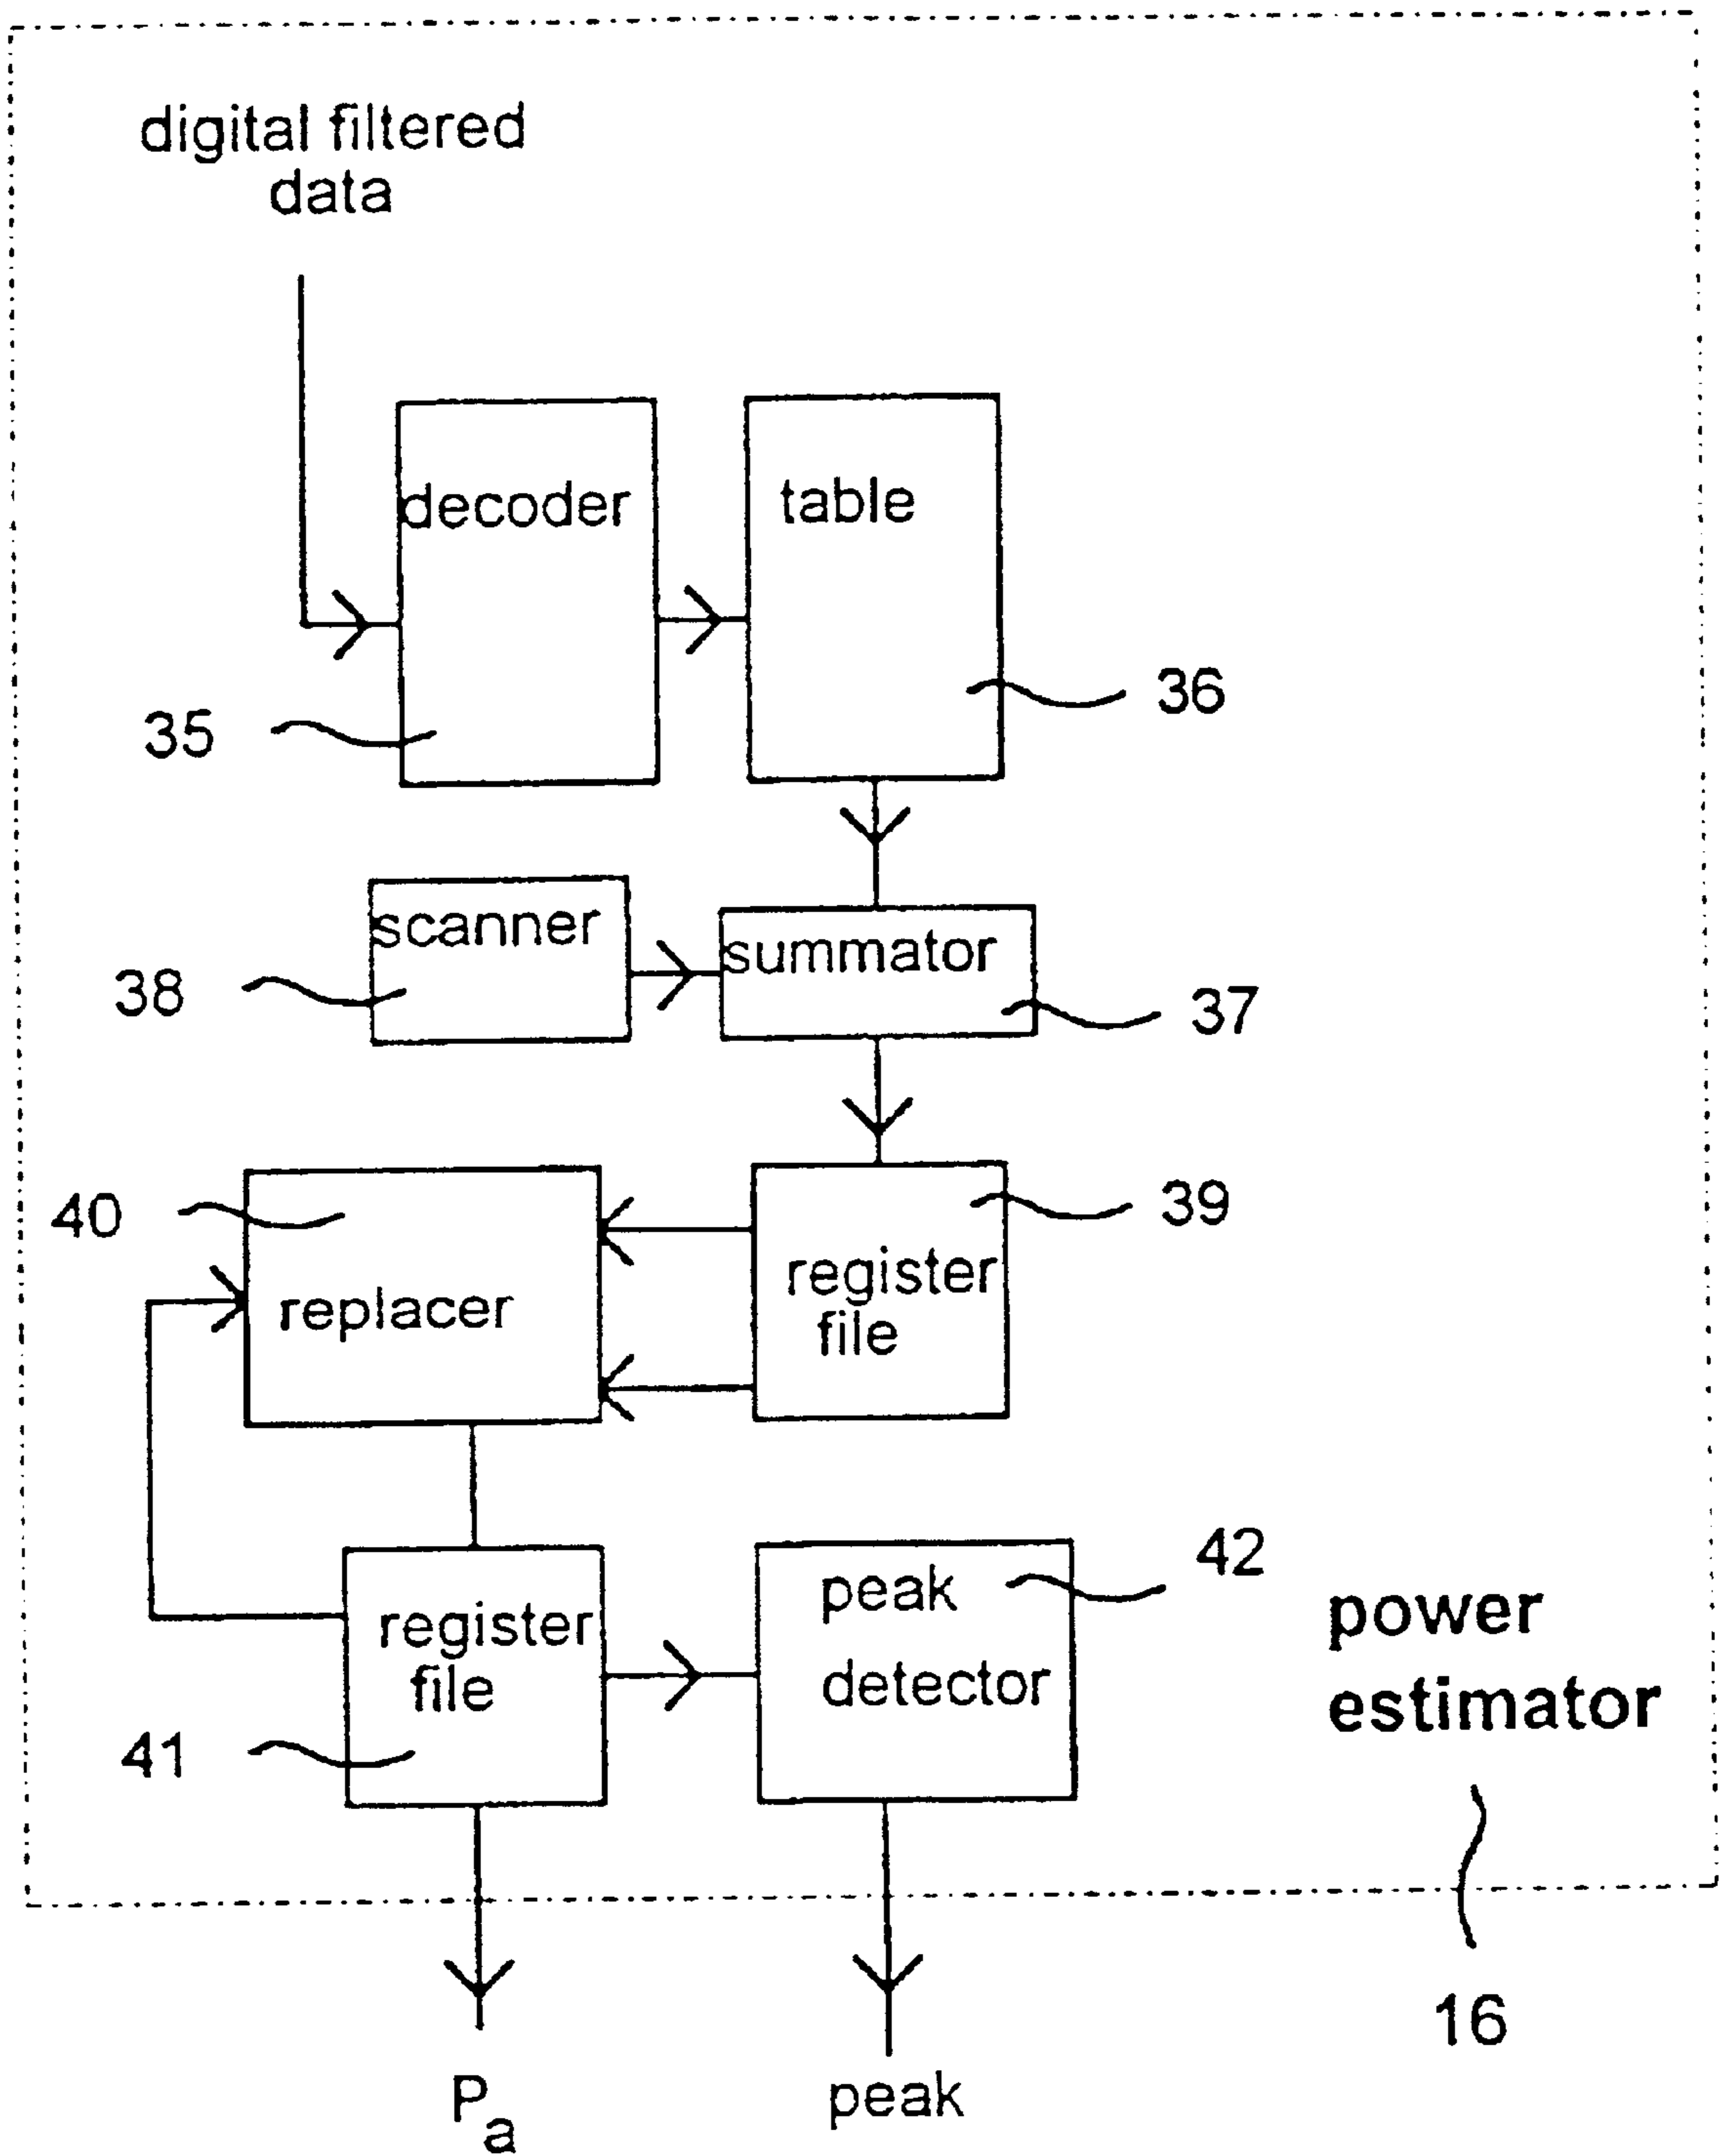 digital filtered
data
decoder
table
36
35
scanner
summator
38
37
40
39
replacer
register
file
42
peak
detector
register
file
41
power
estimator
16
Pa
peak